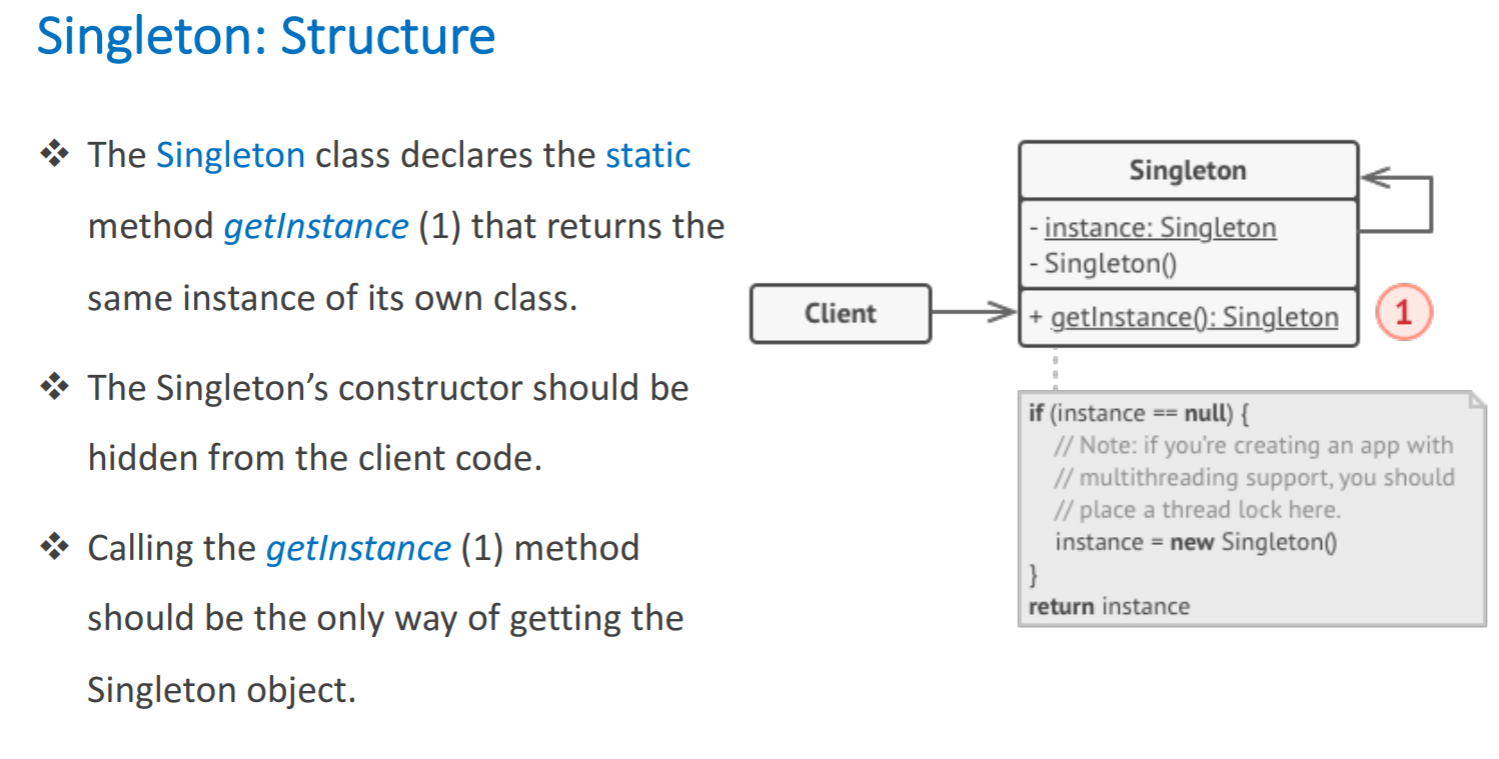 Singleton: Structure
❖ The Singleton class declares the static
method getInstance (1) that returns the
same instance of its own class.
❖ The Singleton’s constructor should be
hidden from the client code.
❖ Calling the getInstance (1) method
should be the only way of getting the
Singleton object.
Singleton
- instance: Singleton
- Singleton()
Client
+ getInstance(): Singleton
1
if (instance == null) {
// Note: if you're creating an app with
// multithreading support, you should
// place a thread lock here.
instance = new Singleton()
}
return instance